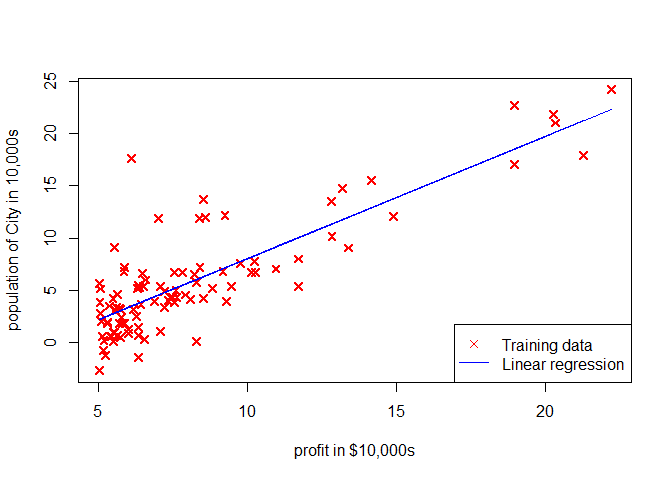 population of City in 10,000s
25
20
15
10
5
0
5
10
15
20
profit in $10,000s
Training data
Linear regression